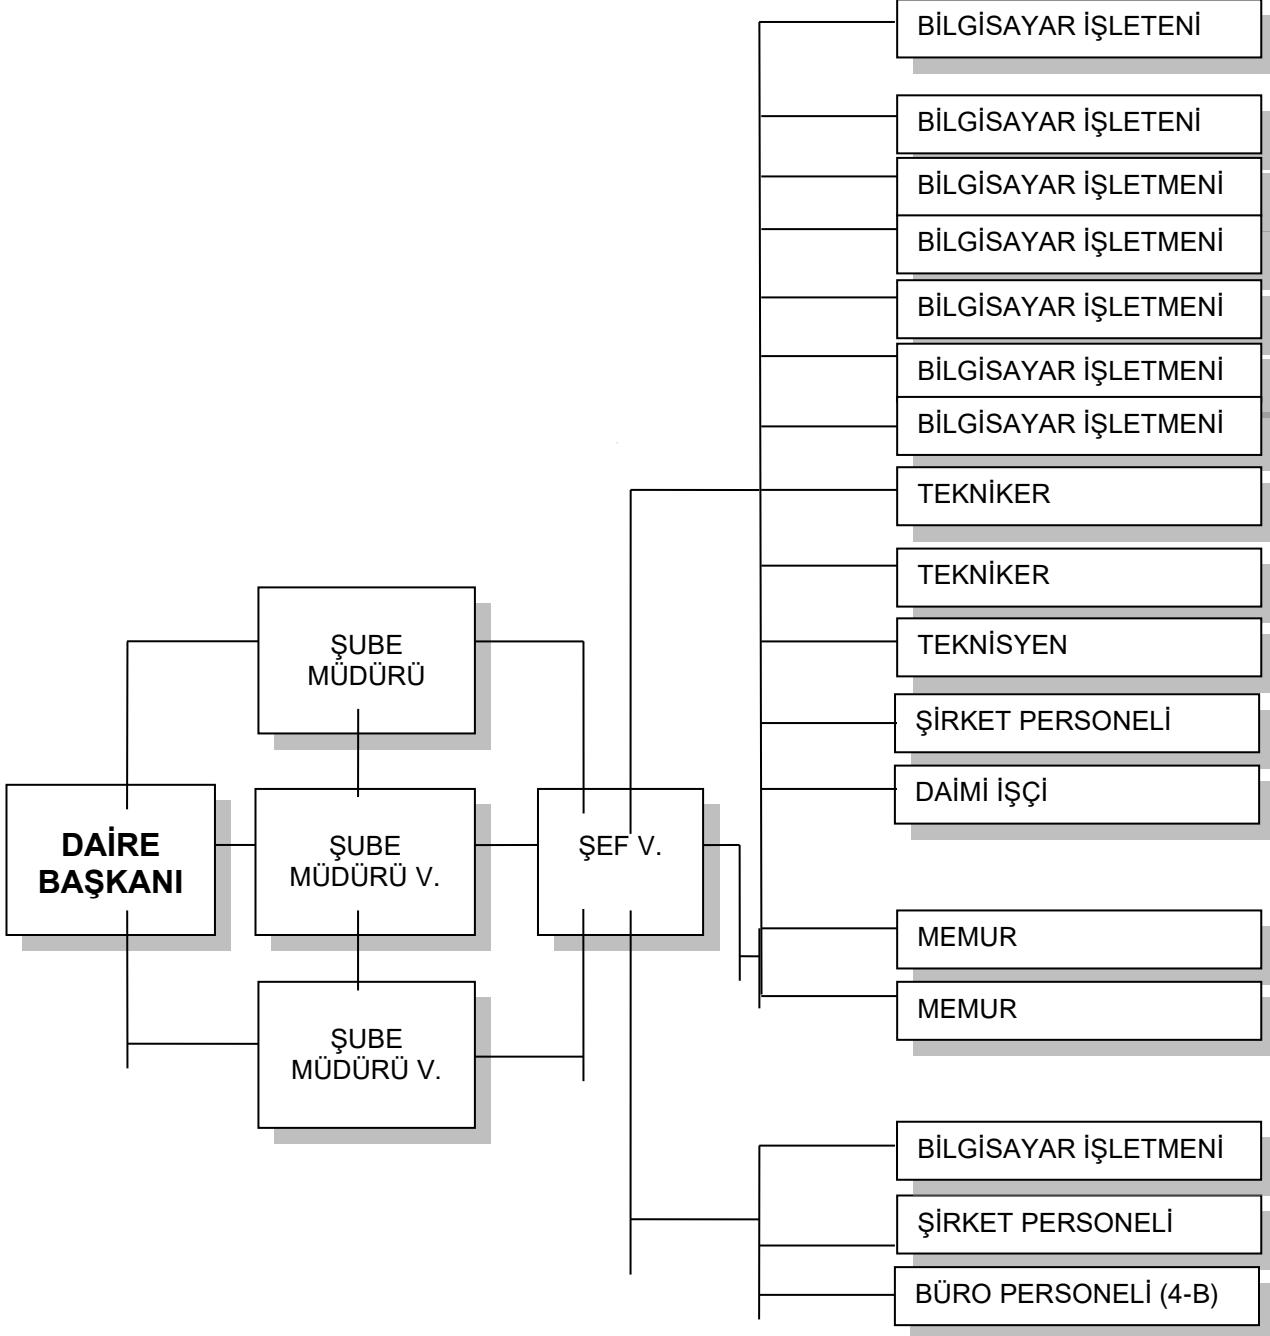 BİLGİSAYAR İŞLETENİ
BİLGİSAYAR İŞLETENİ
BİLGİSAYAR İŞLETMENİ
BİLGİSAYAR İŞLETMENİ
BİLGİSAYAR İŞLETMENİ
BİLGİSAYAR İŞLETMENİ
BİLGİSAYAR İŞLETMENİ
TEKNİKER
TEKNİKER
TEKNİSYEN
ŞİRKET PERSONELİ
DAİMİ İŞÇİ
ŞUBE
MÜDÜRÜ
DAİRE
BAŞKANI
ŞUBE
MÜDÜRÜ V.
ŞEF V.
ŞUBE
MÜDÜRÜ V.
MEMUR
MEMUR
BİLGİSAYAR İŞLETMENİ
ŞİRKET PERSONELİ
BÜRO PERSONELİ (4-B)